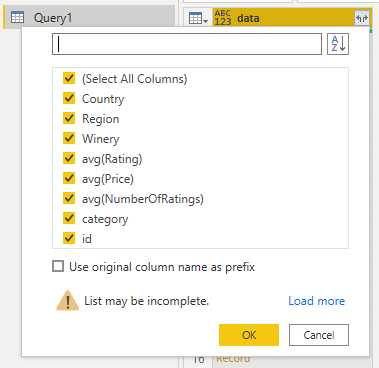 Query1
ABC
123
data
A
Z
(Select All Columns)
Country
Region
Winery
avg(Rating)
avg(Price)
avg(NumberOfRatings)
category
id
Use original column name as prefix
List may be incomplete.
Load more
OK
Cancel
16
Record